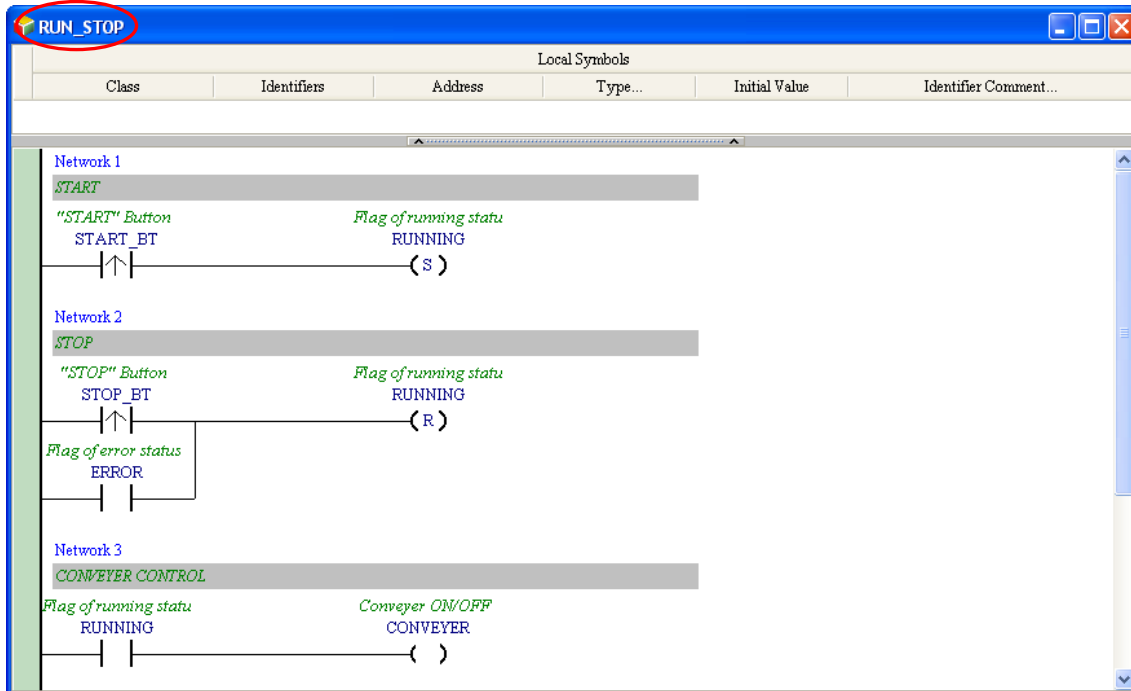 RUN_STOP
Local Symbols
Class Identifiers Address Type... Initial Value Identifier Comment...
Network 1
START
"START" Button Flag of running statu
START_BT RUNNING
S
Network 2
STOP
"STOP" Button Flag of running statu
STOP_BT RUNNING
R
Flag of error status
ERROR
Network 3
CONVEYER CONTROL
Flag of running statu Conveyer ON/OFF
RUNNING CONVEYER